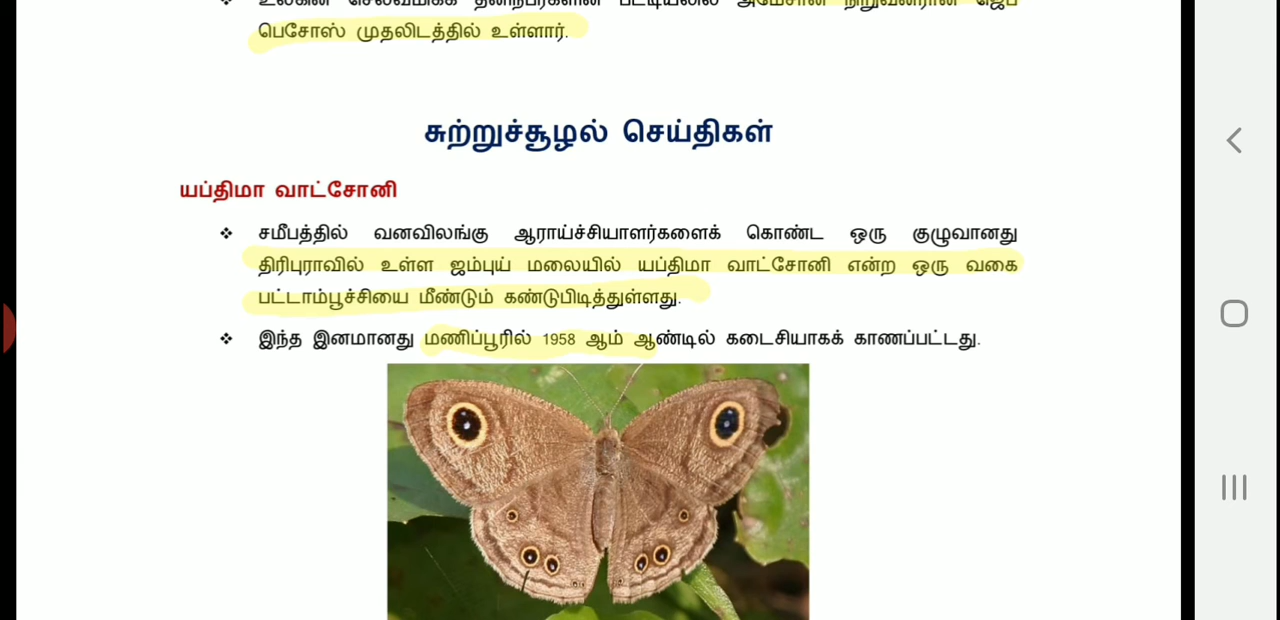 பெசோஸ் முதலிடத்தில் உள்ளார்.
சுற்றுச்சூழல் செய்திகள்
யப்திமா வாட்சோனி
❖ சமீபத்தில் வனவிலங்கு ஆராய்ச்சியாளர்களைக் கொண்ட ஒரு குழுவானது
திரிபுராவில் உள்ள ஜம்புய் மலையில் யப்திமா வாட்சோனி என்ற ஒரு வகை
பட்டாம்பூச்சியை மீண்டும் கண்டுபிடித்துள்ளது.
❖ இந்த இனமானது மணிப்பூரில் 1958 ஆம் ஆண்டில் கடைசியாகக் காணப்பட்டது.